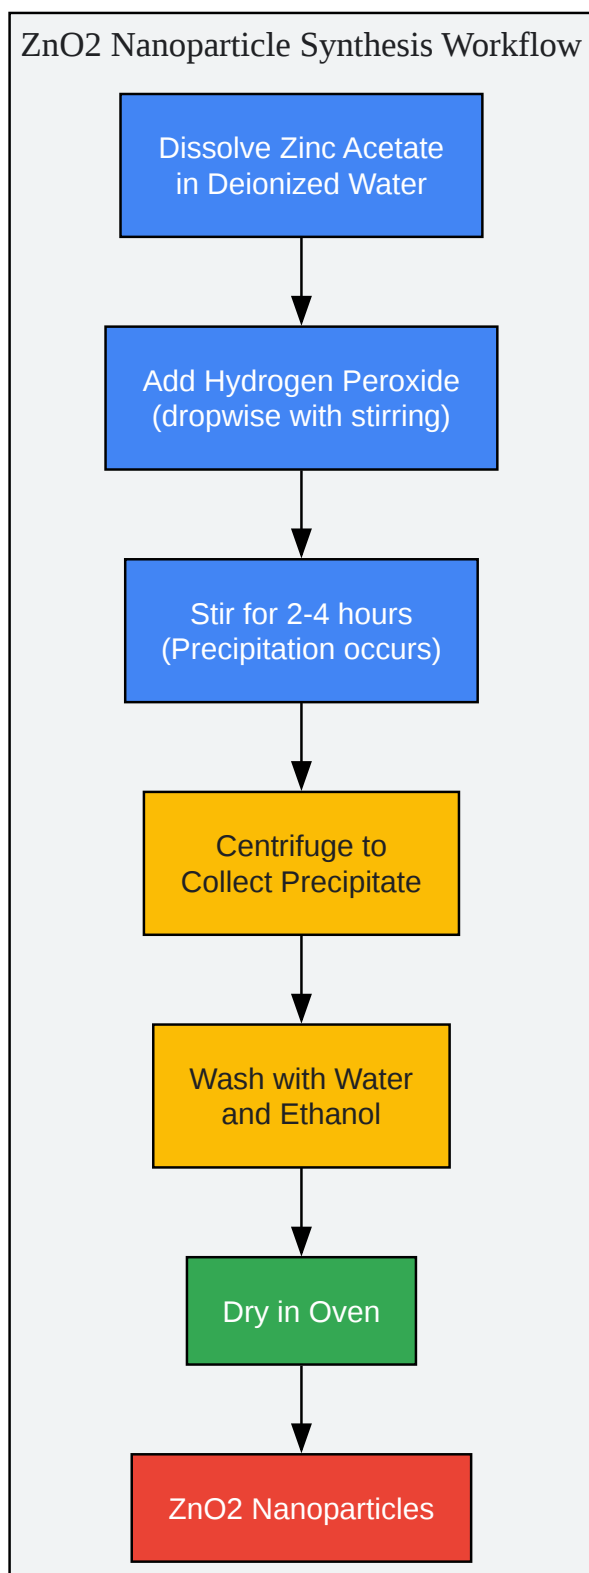 ZnO2 Nanoparticle Synthesis Workflow
Dissolve Zinc Acetate
in Deionized Water
Add Hydrogen Peroxide
(dropwise with stirring)
Stir for 2-4 hours
(Precipitation occurs)
Centrifuge to
Collect Precipitate
Wash with Water
and Ethanol
Dry in Oven
ZnO2 Nanoparticles